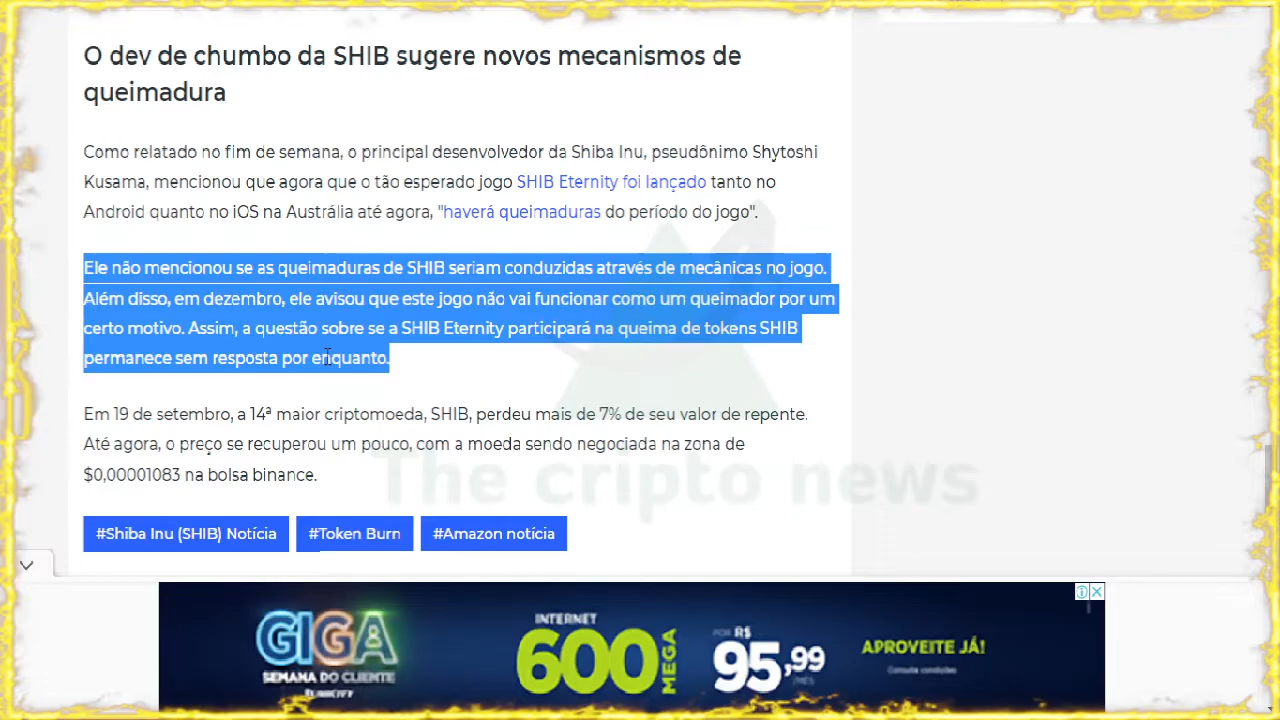 O dev de chumbo da SHIB sugere novos mecanismos de
queimadura
Como relatado no fim de semana, o principal desenvolvedor da Shiba Inu, pseudônimo Shytoshi
Kusama, mencionou que agora que o tão esperado jogo SHIB Eternity foi lançado tanto no
Android quanto no iOS na Austrália até agora, "haverá queimaduras do período do jogo".
Ele não mencionou se as queimaduras de SHIB seriam conduzidas através de mecânicas no jogo.
Além disso, em dezembro, ele avisou que este jogo não vai funcionar como um queimador por um
certo motivo. Assim, a questão sobre se a SHIB Eternity participará na queima de tokens SHIB
permanece sem resposta por enquanto.
Em 19 de setembro, a 14ª maior criptomoeda, SHIB, perdeu mais de 7% de seu valor de repente.
Até agora, o preço se recuperou um pouco, com a moeda sendo negociada na zona de
$0,00001083 na bolsa binance.
The cripto news
#Shiba Inu (SHIB) Notícia
#Token Burn
#Amazon notícia
GIGA
SEMANA DO CLIENTE
INTERNET
600 MEGA
POR R$
95,99
/MÊS
APROVEITE JÁ!
Consulte condições